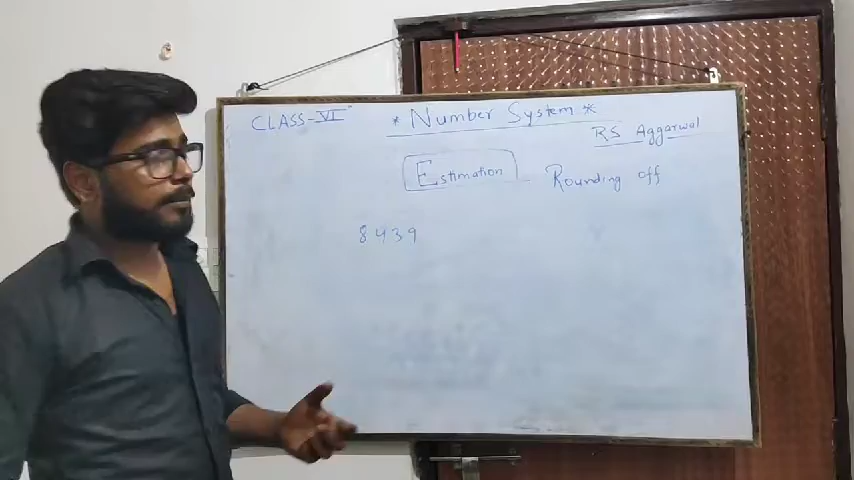 CLASS-VI
* Number System *
RS Aggarwal
Estimation - Rounding off
8439